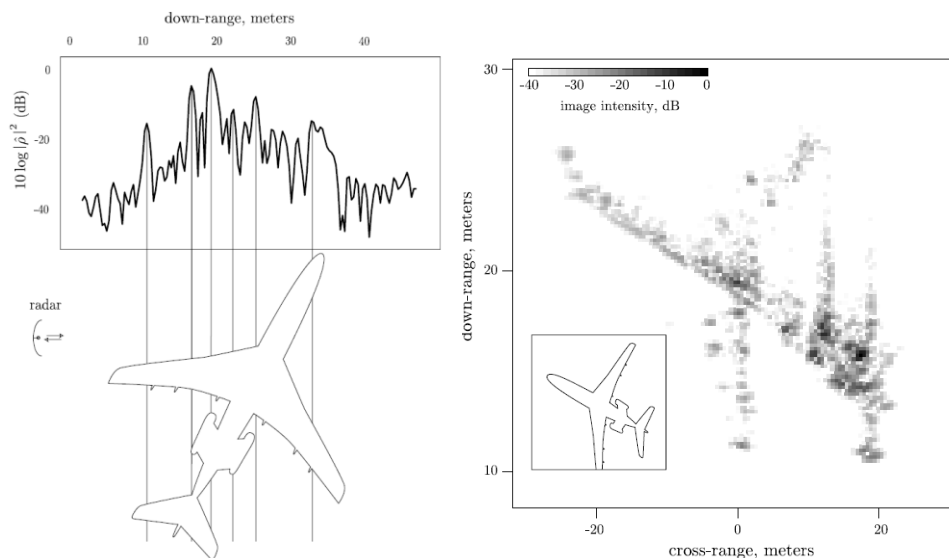 down-range, meters
0 10 20 30 40
10 log |ρ̂|² (dB)
0
-20
-40
radar
30
20
10
down-range, meters
-40 -30 -20 -10 0
image intensity, dB
-20 0 20
cross-range, meters